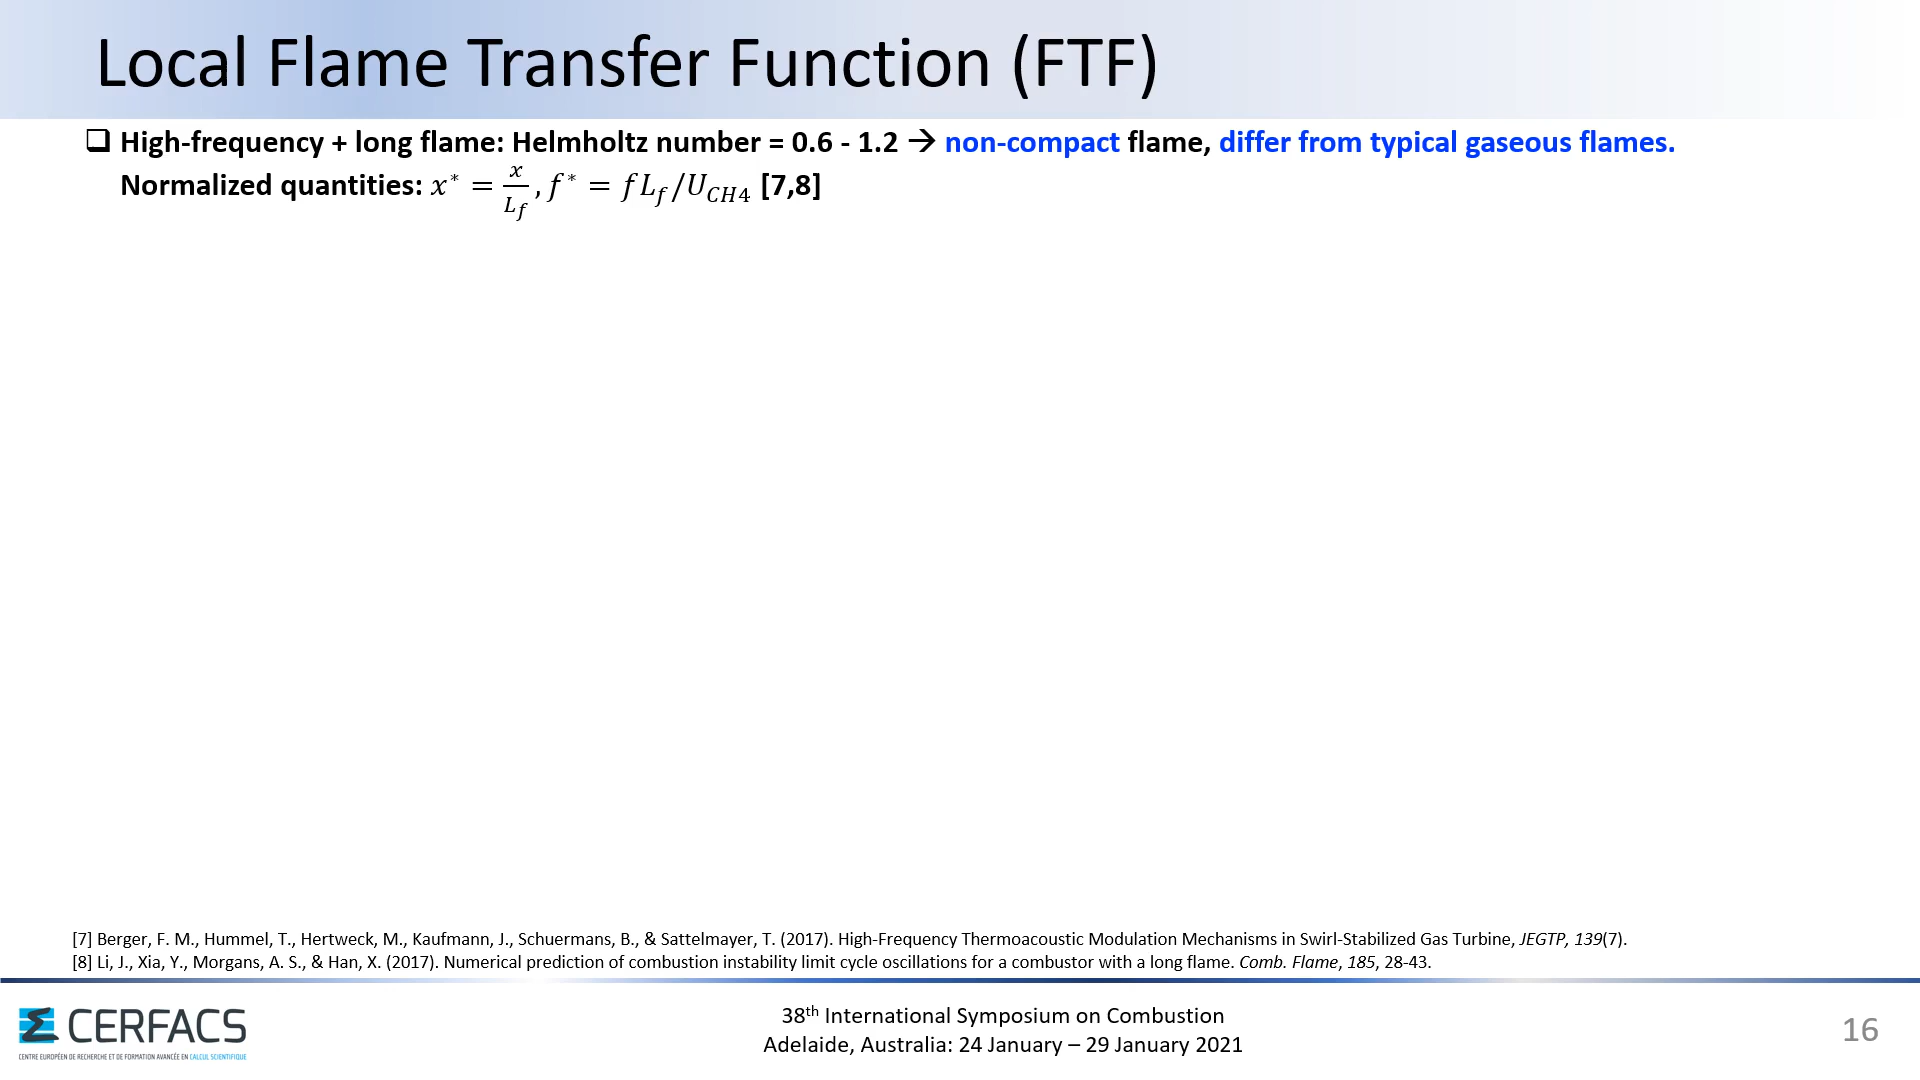 Local Flame Transfer Function (FTF)
❑ High-frequency + long flame: Helmholtz number = 0.6 - 1.2 → non-compact flame, differ from typical gaseous flames.
Normalized quantities: x* = x/L_f , f* = fL_f/U_CH4 [7,8]
[7] Berger, F. M., Hummel, T., Hertweck, M., Kaufmann, J., Schuermans, B., & Sattelmayer, T. (2017). High-Frequency Thermoacoustic Modulation Mechanisms in Swirl-Stabilized Gas Turbine, JEGTP, 139(7).
[8] Li, J., Xia, Y., Morgans, A. S., & Han, X. (2017). Numerical prediction of combustion instability limit cycle oscillations for a combustor with a long flame. Comb. Flame, 185, 28-43.
CERFACS
CENTRE EUROPÉEN DE RECHERCHE ET DE FORMATION AVANCÉE EN CALCUL SCIENTIFIQUE
38th International Symposium on Combustion
Adelaide, Australia: 24 January – 29 January 2021
16